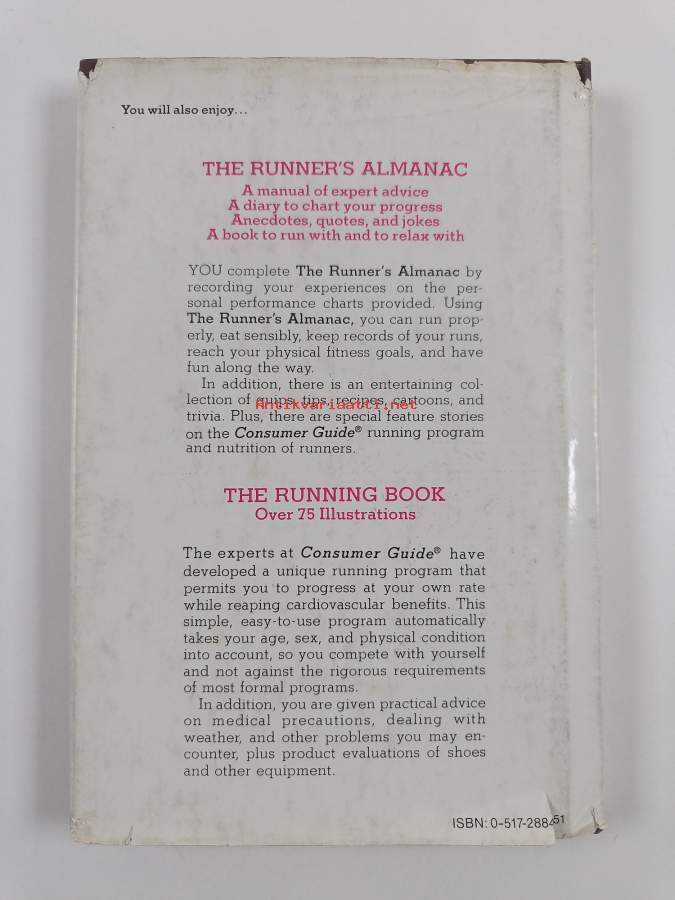 You will also enjoy...
THE RUNNER'S ALMANAC
A manual of expert advice
A diary to chart your progress
Anecdotes, quotes, and jokes
A book to run with and to relax with
YOU complete The Runner's Almanac by
recording your experiences on the per-
sonal performance charts provided. Using
The Runner's Almanac, you can run prop-
erly, eat sensibly, keep records of your runs,
reach your physical fitness goals, and have
fun along the way.
In addition, there is an entertaining col-
lection of quips, tips, recipes, cartoons, and
Antikvariaatti.net
trivia. Plus, there are special feature stories
on the Consumer Guide® running program
and nutrition of runners.
THE RUNNING BOOK
Over 75 Illustrations
The experts at Consumer Guide® have
developed a unique running program that
permits you to progress at your own rate
while reaping cardiovascular benefits. This
simple, easy-to-use program automatically
takes your age, sex, and physical condition
into account, so you compete with yourself
and not against the rigorous requirements
of most formal programs.
In addition, you are given practical advice
on medical precautions, dealing with
weather, and other problems you may en-
counter, plus product evaluations of shoes
and other equipment.
ISBN: 0-517-288451